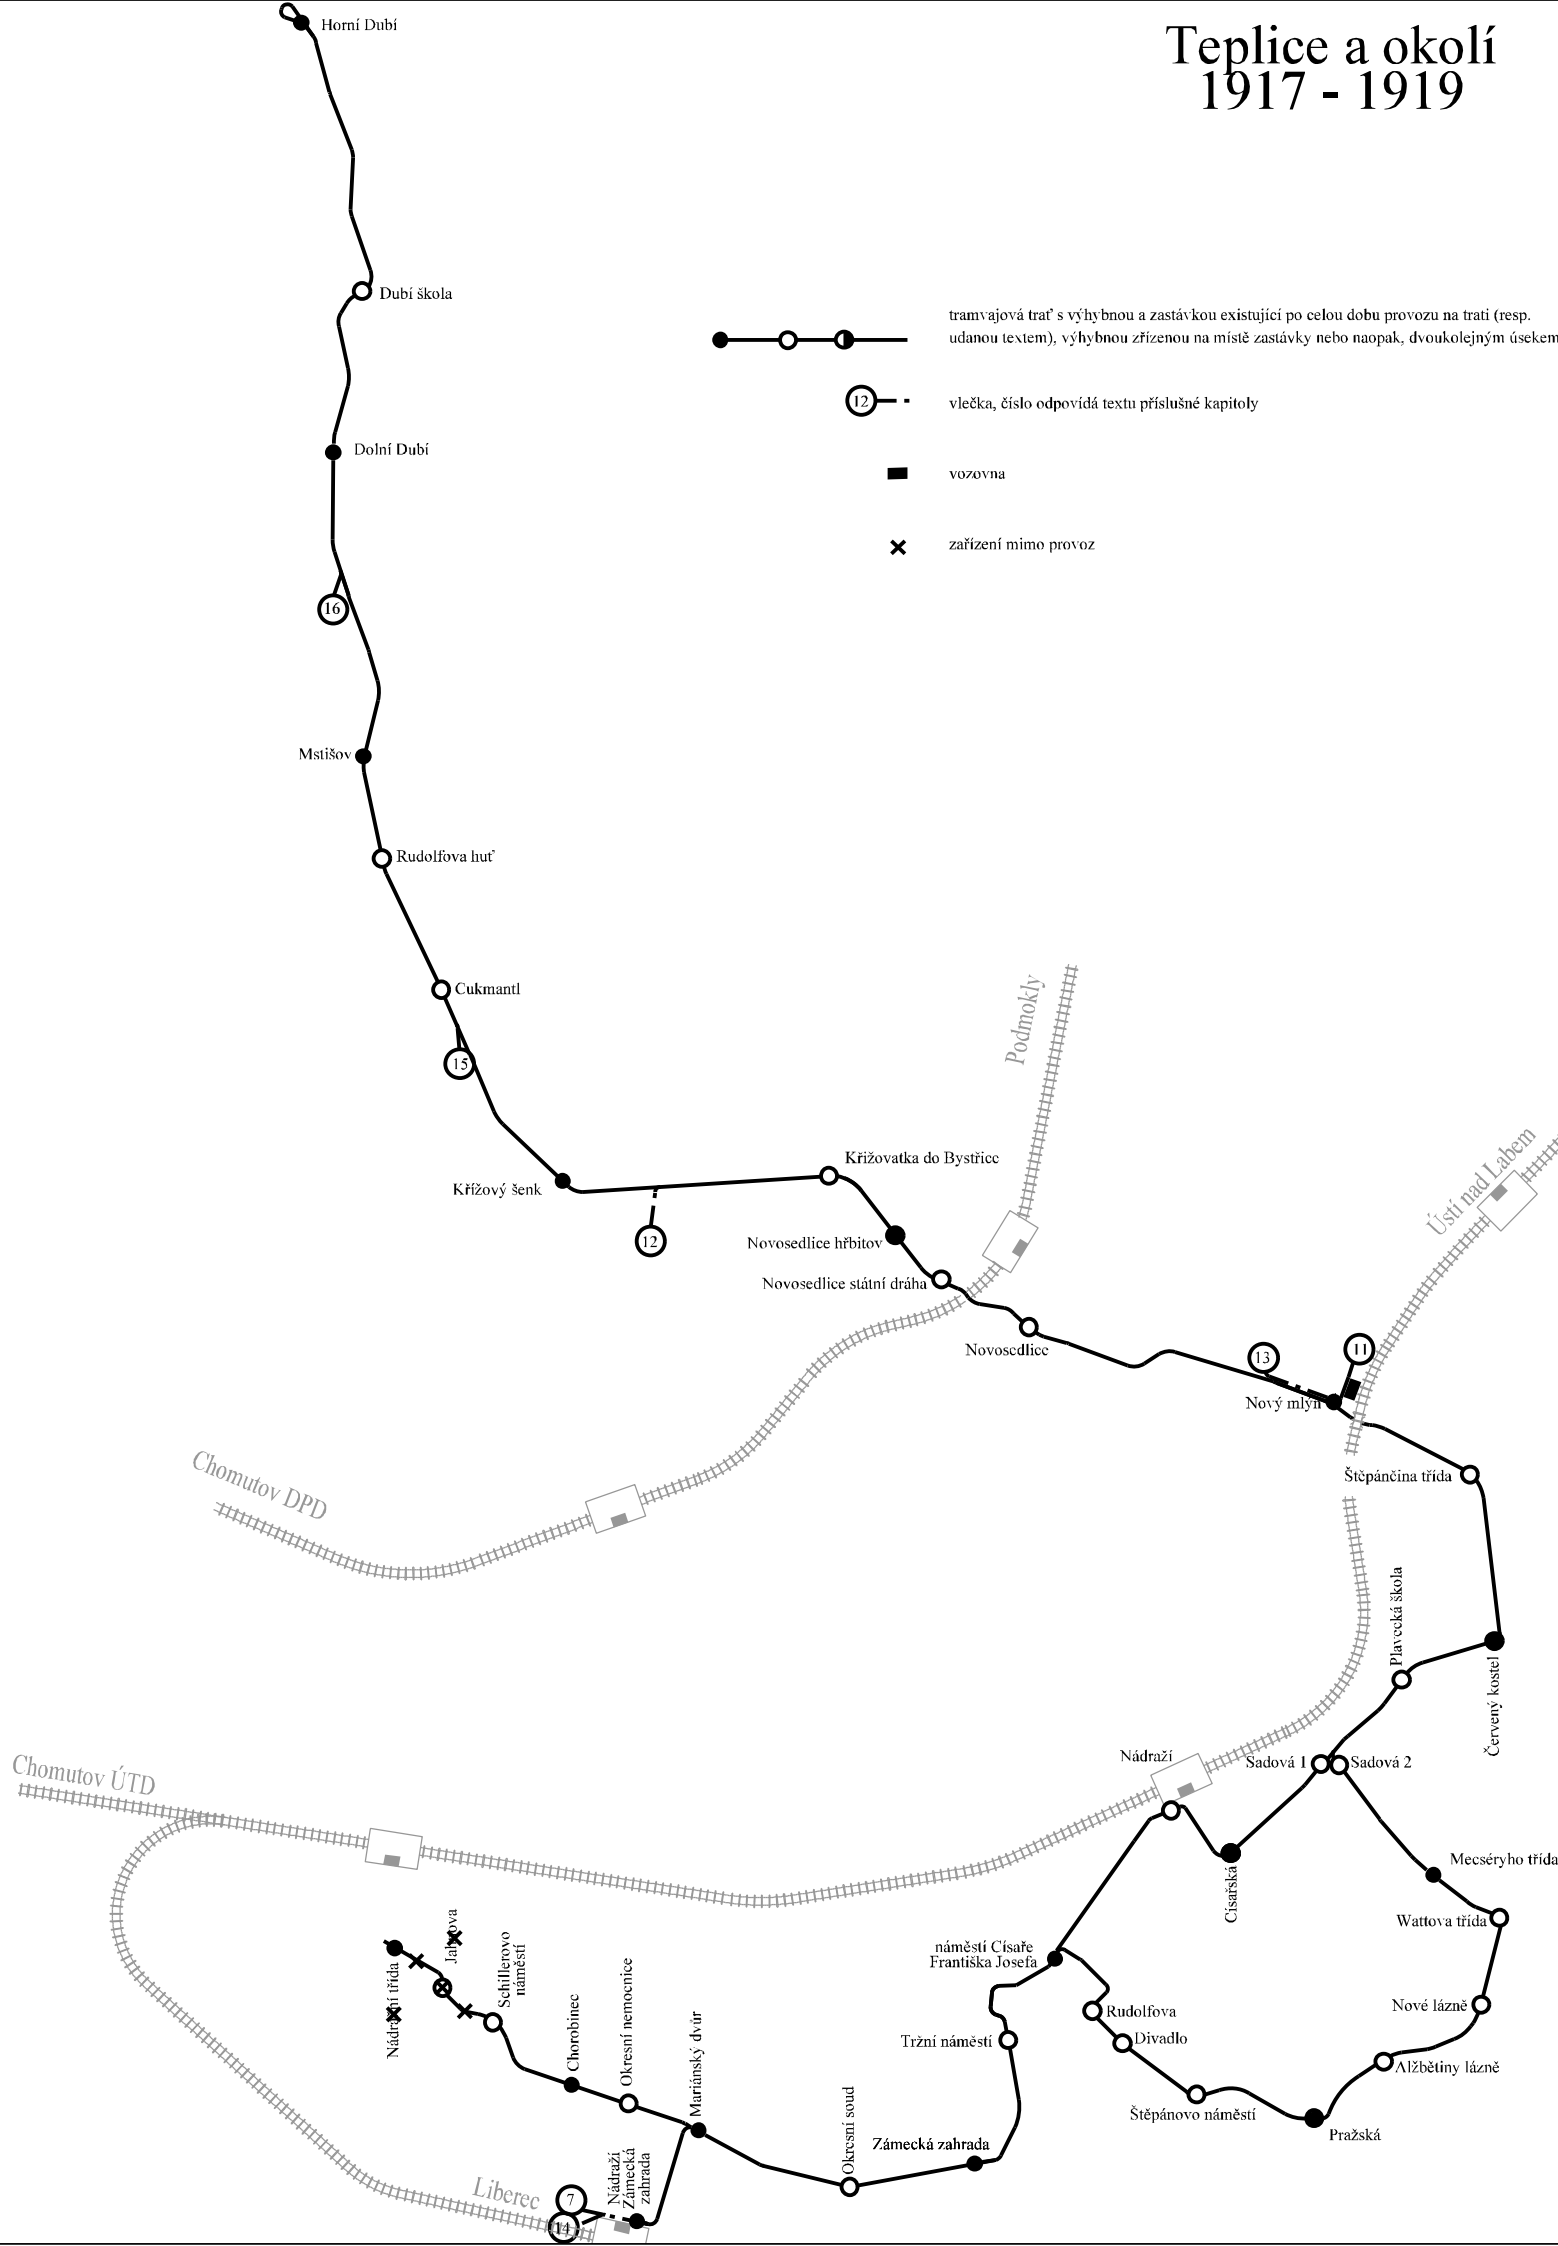 Teplice a okolí
1917 - 1919
Horní Dubí
Dubí škola
tramvajová trať s výhybnou a zastávkou existující po celou dobu provozu na trati (resp.
udanou textem), výhybnou zřízenou na místě zastávky nebo naopak, dvoukolejným úsekem
12
vlečka, číslo odpovídá textu příslušné kapitoly
vozovna
zařízení mimo provoz
Dolní Dubí
16
Mstišov
Rudolfova huť
Cukmantl
15
Podmokly
Křížový šenk
12
Křižovatka do Bystřice
Ústí nad Labem
Novosedlice hřbitov
Novosedlice státní dráha
Novosedlice
13
11
Nový mlýn
Štěpánčina třída
Chomutov DPD
Plavecká škola
Červený kostel
Chomutov ÚTD
Nádraží
Sadová 1
Sadová 2
Císařská
Mecséryho třída
Wattova třída
Nové lázně
Alžbětiny lázně
Pražská
Štěpánovo náměstí
Divadlo
Rudolfova
náměstí Císaře
Františka Josefa
Tržní náměstí
Zámecká zahrada
Okresní soud
Mariánský dvůr
Okresní nemocnice
Chorobinec
Schillerovo
náměstí
Jahnova
Nádražní třída
Nádraží
Zámecká
zahrada
Liberec
7
14